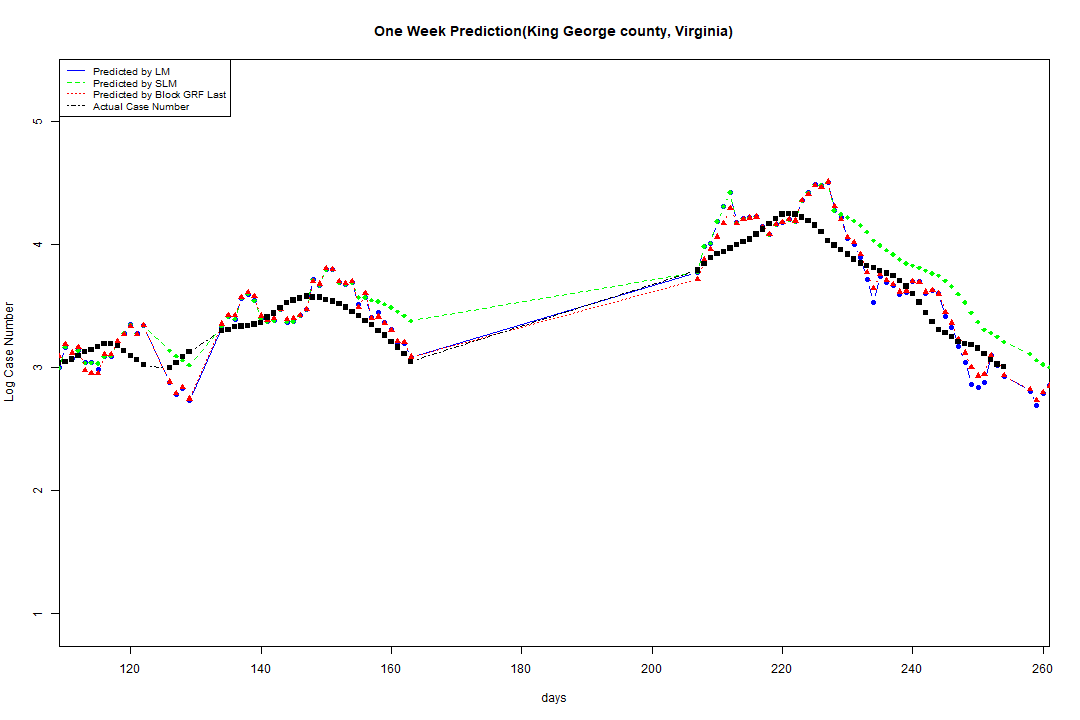 One Week Prediction(King George county, Virginia)
Predicted by LM
Predicted by SLM
Predicted by Block GRF Last
Actual Case Number
5
4
3
2
1
Log Case Number
120 140 160 180 200 220 240 260
days